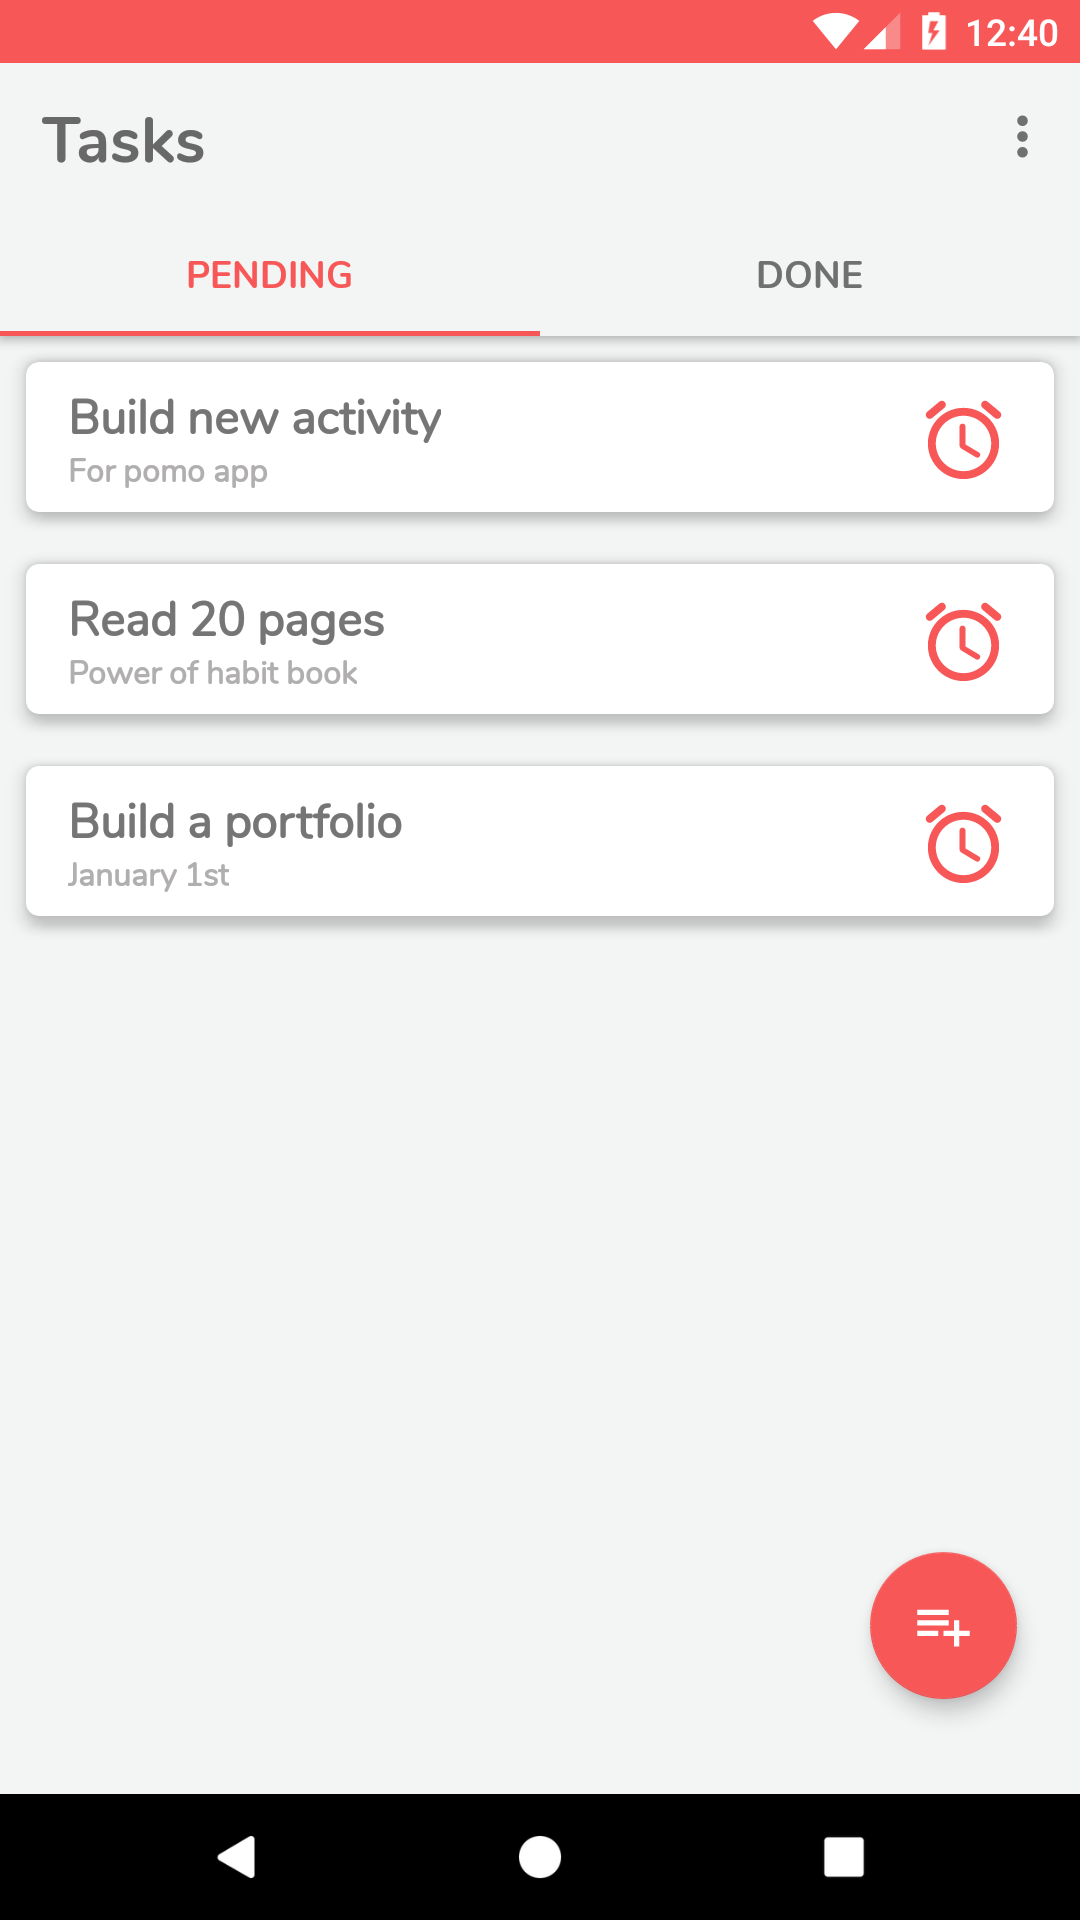 12:40
Tasks
PENDING
DONE
Build new activity
For pomo app
Read 20 pages
Power of habit book
Build a portfolio
January 1st